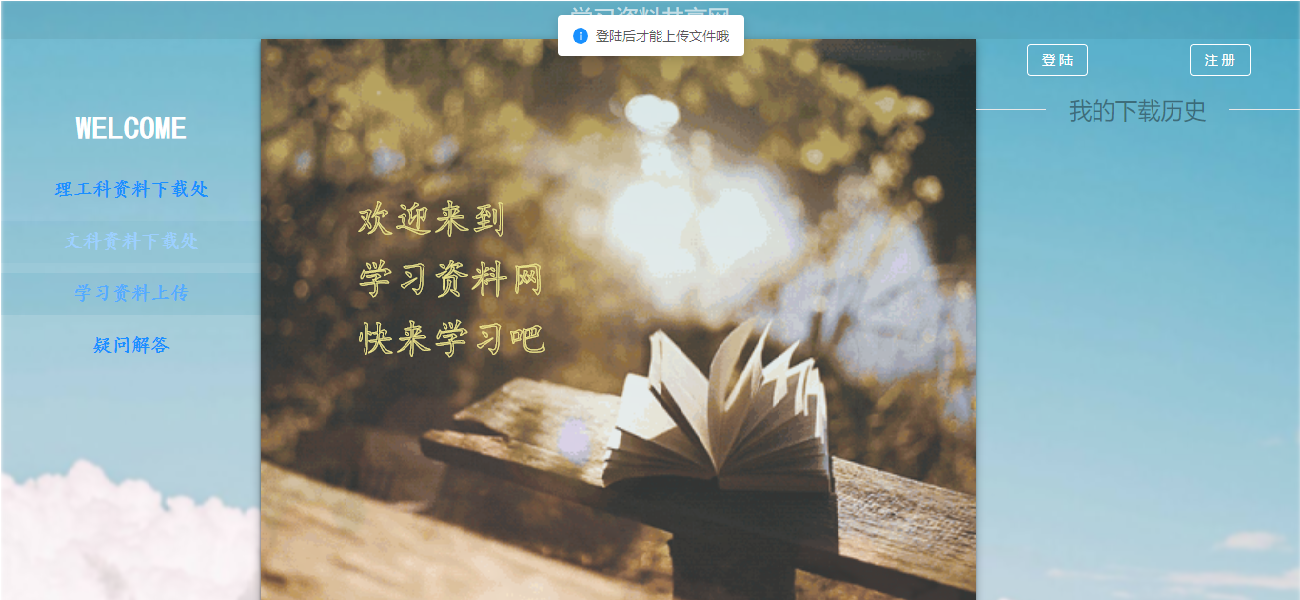 学习资料共享网
登陆后才能上传文件哦
登陆
注册
我的下载历史
WELCOME
理工科资料下载处
文科资料下载处
学习资料上传
疑问解答
欢迎来到
学习资料网
快来学习吧